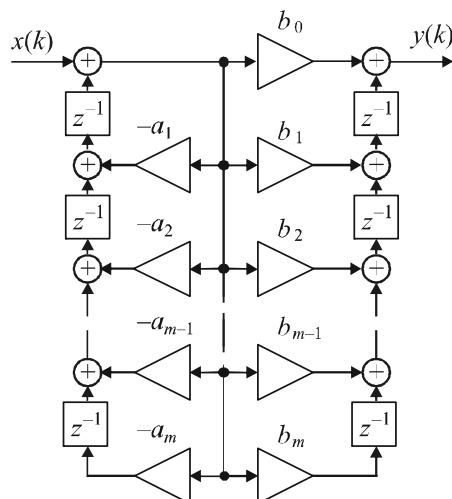 x(k) + b₀ + y(k)
z⁻¹ z⁻¹
–a₁ b₁
+ +
z⁻¹ –a₂ b₂ z⁻¹
+ +
–aₘ₋₁ bₘ₋₁
+ +
z⁻¹ –aₘ bₘ z⁻¹